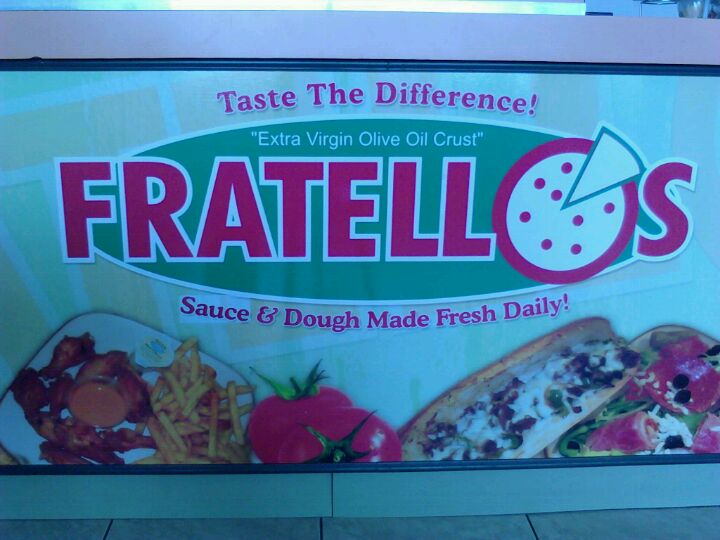 Taste The Difference!
"Extra Virgin Olive Oil Crust"
FRATELLOS
Sauce & Dough Made Fresh Daily!